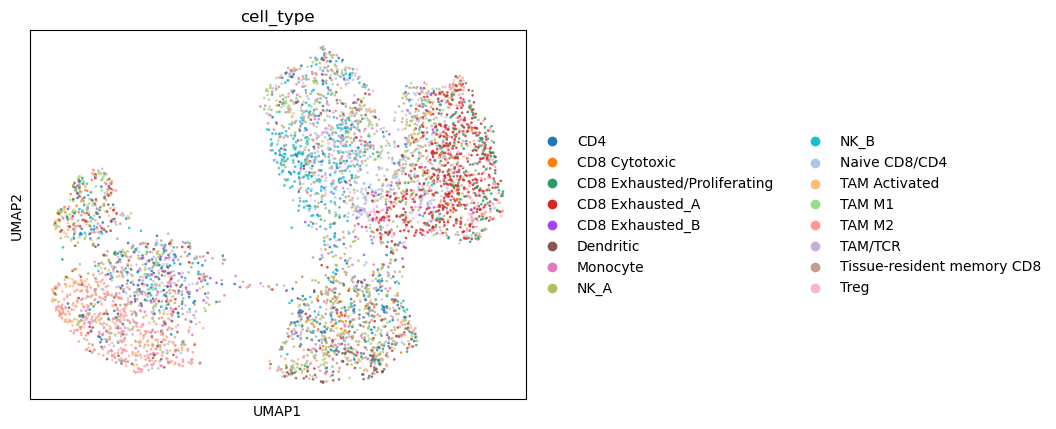 cell_type
UMAP2
UMAP1
CD4
CD8 Cytotoxic
CD8 Exhausted/Proliferating
CD8 Exhausted_A
CD8 Exhausted_B
Dendritic
Monocyte
NK_A
NK_B
Naive CD8/CD4
TAM Activated
TAM M1
TAM M2
TAM/TCR
Tissue-resident memory CD8
Treg